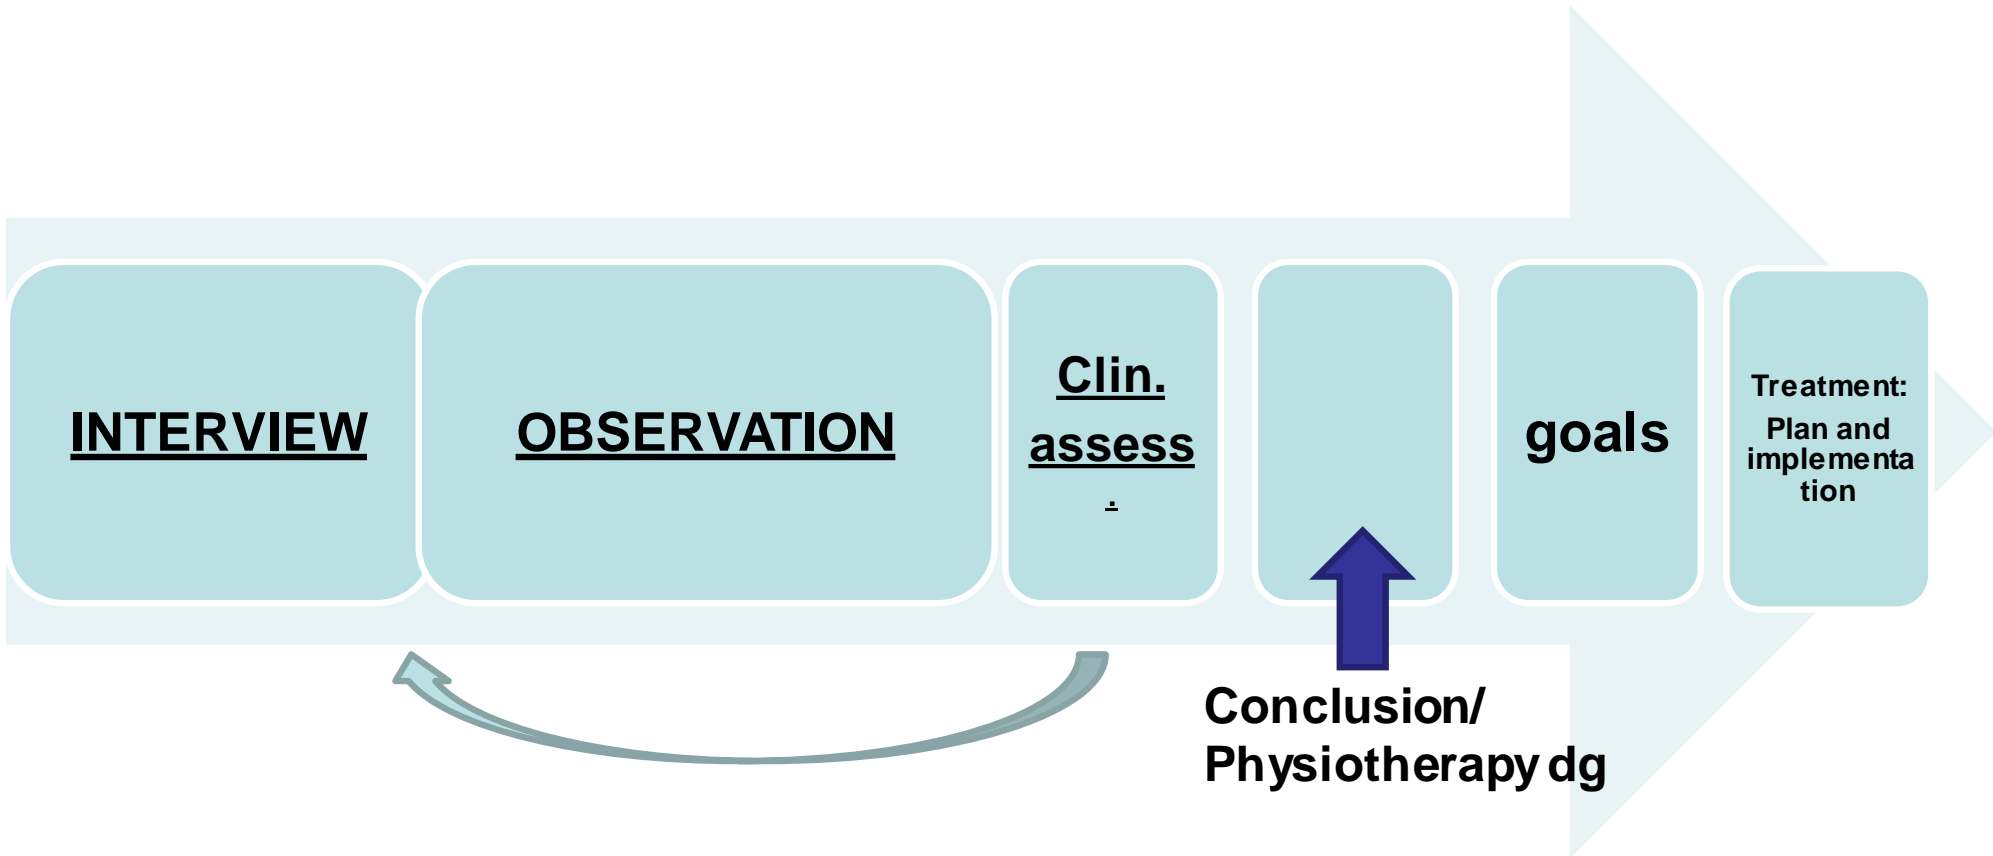 INTERVIEW
OBSERVATION
Clin.
assess
.
goals
Treatment:
Plan and
implementa
tion
Conclusion/
Physiotherapy dg